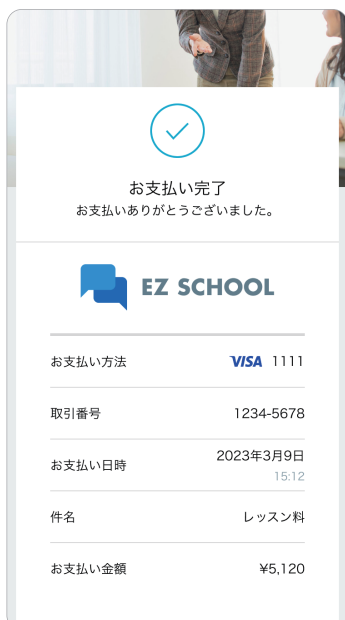 お支払い完了
お支払いありがとうございました。
EZ SCHOOL
お支払い方法 VISA 1111
取引番号 1234-5678
お支払い日時 2023年3月9日
15:12
件名 レッスン料
お支払い金額 ¥5,120